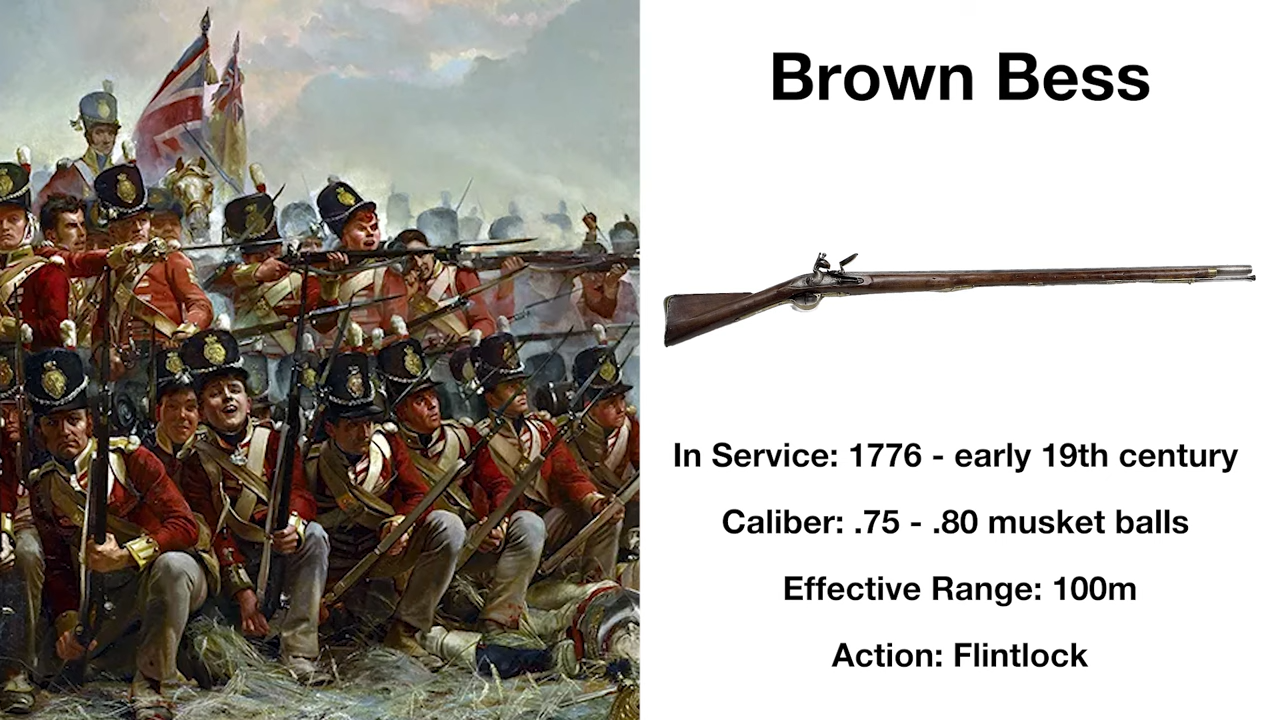 Brown Bess
In Service: 1776 - early 19th century
Caliber: .75 - .80 musket balls
Effective Range: 100m
Action: Flintlock